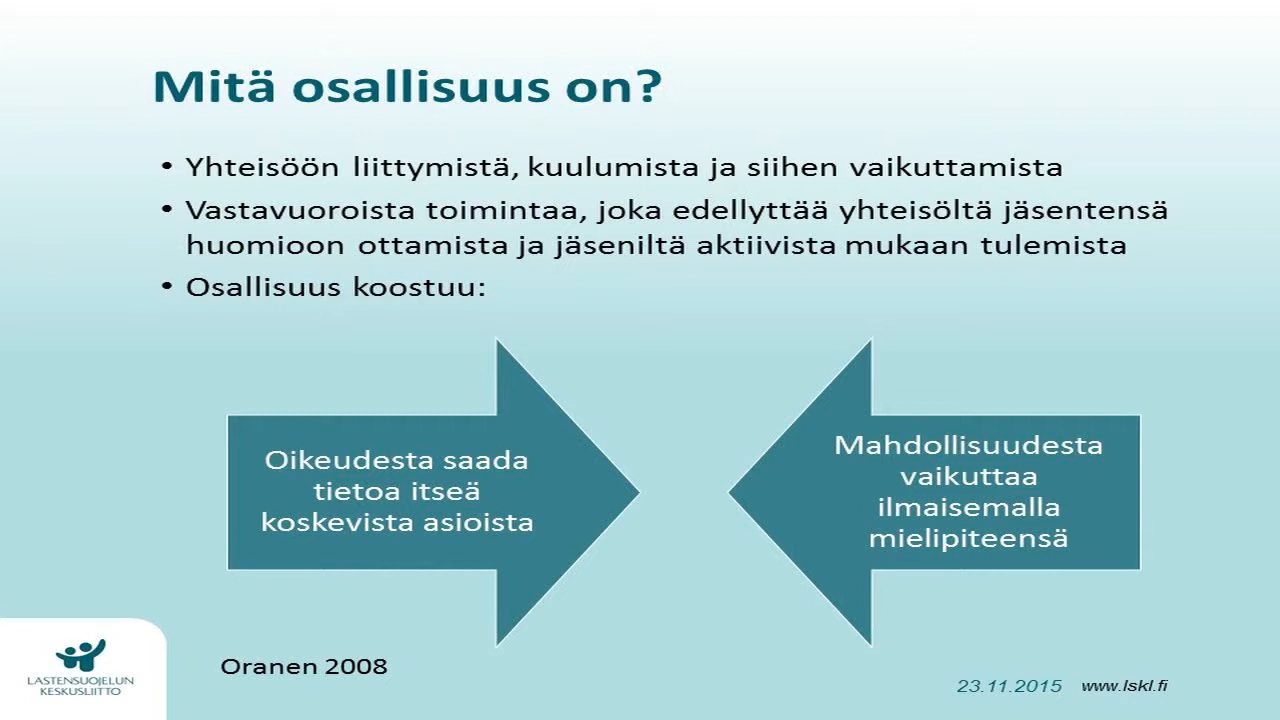 Mitä osallisuus on?
• Yhteisöön liittymistä, kuulumista ja siihen vaikuttamista
• Vastavuoroista toimintaa, joka edellyttää yhteisöltä jäsentensä
huomioon ottamista ja jäseniltä aktiivista mukaan tulemista
• Osallisuus koostuu:
Oikeudesta saada
tietoa itseä
koskevista asioista
Mahdollisuudesta
vaikuttaa
ilmaisemalla
mielipiteensä
Oranen 2008
LASTENSUOJELUN
KESKUSLIITTO
23.11.2015 www.lskl.fi